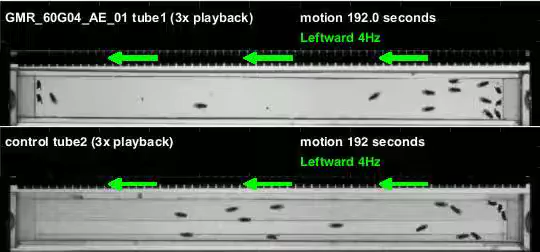 GMR_60G04_AE_01 tube1 (3x playback)
motion 192.0 seconds
Leftward 4Hz
control tube2 (3x playback)
motion 192 seconds
Leftward 4Hz